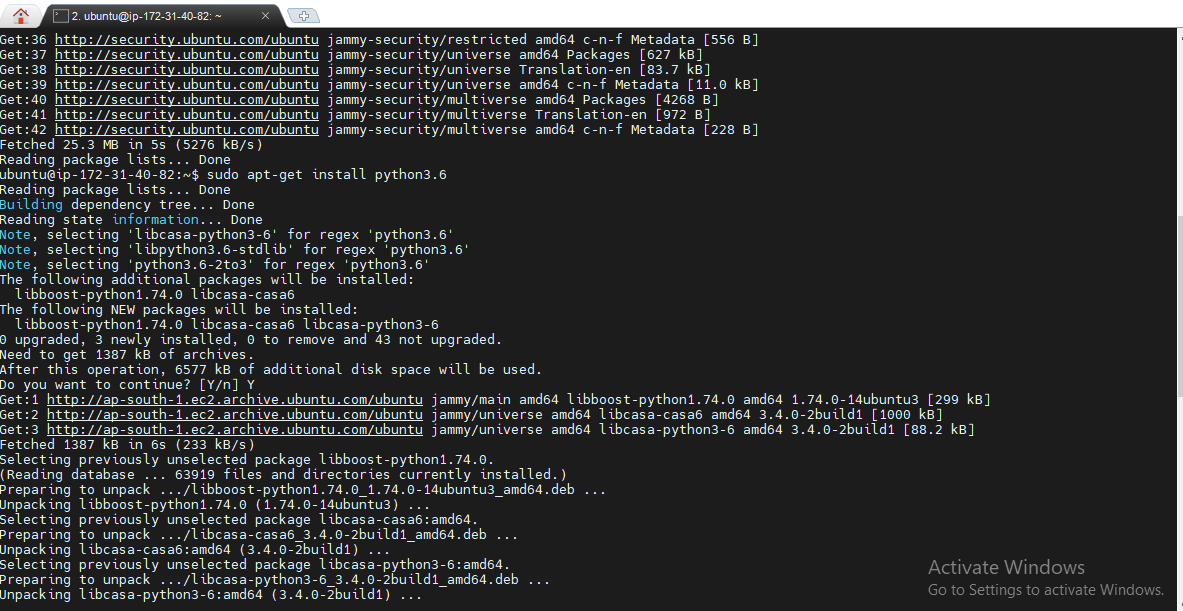 2. ubuntu@ip-172-31-40-82: ~
Get:36 http://security.ubuntu.com/ubuntu jammy-security/restricted amd64 c-n-f Metadata [556 B]
Get:37 http://security.ubuntu.com/ubuntu jammy-security/universe amd64 Packages [627 kB]
Get:38 http://security.ubuntu.com/ubuntu jammy-security/universe Translation-en [83.7 kB]
Get:39 http://security.ubuntu.com/ubuntu jammy-security/universe amd64 c-n-f Metadata [11.0 kB]
Get:40 http://security.ubuntu.com/ubuntu jammy-security/multiverse amd64 Packages [4268 B]
Get:41 http://security.ubuntu.com/ubuntu jammy-security/multiverse Translation-en [972 B]
Get:42 http://security.ubuntu.com/ubuntu jammy-security/multiverse amd64 c-n-f Metadata [228 B]
Fetched 25.3 MB in 5s (5276 kB/s)
Reading package lists... Done
ubuntu@ip-172-31-40-82:~$ sudo apt-get install python3.6
Reading package lists... Done
Building dependency tree... Done
Reading state information... Done
Note, selecting 'libcasa-python3-6' for regex 'python3.6'
Note, selecting 'libpython3.6-stdlib' for regex 'python3.6'
Note, selecting 'python3.6-2to3' for regex 'python3.6'
The following additional packages will be installed:
  libboost-python1.74.0 libcasa-casa6
The following NEW packages will be installed:
  libboost-python1.74.0 libcasa-casa6 libcasa-python3-6
0 upgraded, 3 newly installed, 0 to remove and 43 not upgraded.
Need to get 1387 kB of archives.
After this operation, 6577 kB of additional disk space will be used.
Do you want to continue? [Y/n] Y
Get:1 http://ap-south-1.ec2.archive.ubuntu.com/ubuntu jammy/main amd64 libboost-python1.74.0 amd64 1.74.0-14ubuntu3 [299 kB]
Get:2 http://ap-south-1.ec2.archive.ubuntu.com/ubuntu jammy/universe amd64 libcasa-casa6 amd64 3.4.0-2build1 [1000 kB]
Get:3 http://ap-south-1.ec2.archive.ubuntu.com/ubuntu jammy/universe amd64 libcasa-python3-6 amd64 3.4.0-2build1 [88.2 kB]
Fetched 1387 kB in 6s (233 kB/s)
Selecting previously unselected package libboost-python1.74.0.
(Reading database ... 63919 files and directories currently installed.)
Preparing to unpack .../libboost-python1.74.0_1.74.0-14ubuntu3_amd64.deb ...
Unpacking libboost-python1.74.0 (1.74.0-14ubuntu3) ...
Selecting previously unselected package libcasa-casa6:amd64.
Preparing to unpack .../libcasa-casa6_3.4.0-2build1_amd64.deb ...
Unpacking libcasa-casa6:amd64 (3.4.0-2build1) ...
Selecting previously unselected package libcasa-python3-6:amd64.
Preparing to unpack .../libcasa-python3-6_3.4.0-2build1_amd64.deb ...
Unpacking libcasa-python3-6:amd64 (3.4.0-2build1) ...
Activate Windows
Go to Settings to activate Windows.